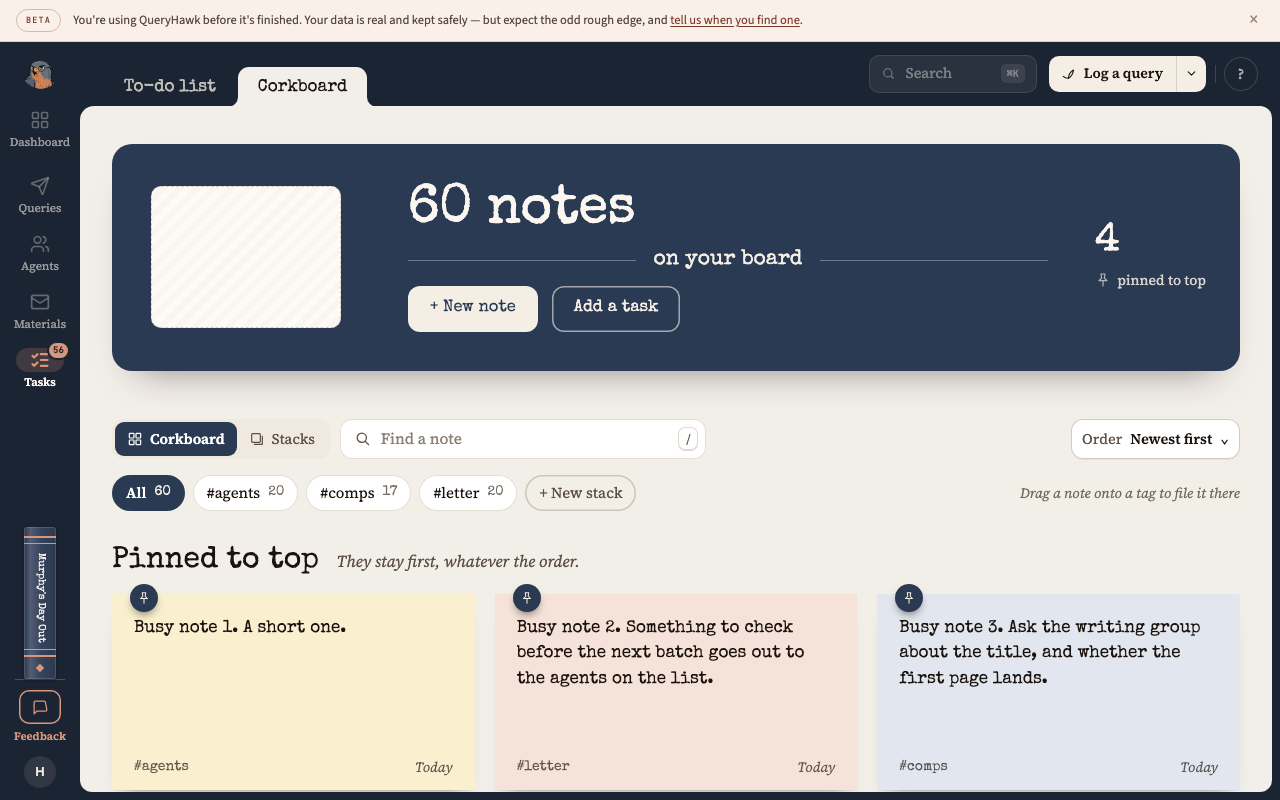 BETA
You're using QueryHawk before it's finished. Your data is real and kept safely — but expect the odd rough edge, and tell us when you find one.
×
To-do list
Corkboard
Search
⌘K
Log a query
?
Dashboard
Queries
Agents
Materials
56
Tasks
Murphy's Day Out
Feedback
H
60 notes
on your board
+ New note
Add a task
4
pinned to top
Corkboard
Stacks
Find a note
/
Order Newest first
All 60
#agents 20
#comps 17
#letter 20
+ New stack
Drag a note onto a tag to file it there
Pinned to top
They stay first, whatever the order.
Busy note 1. A short one.
#agents
Today
Busy note 2. Something to check
before the next batch goes out to
the agents on the list.
#letter
Today
Busy note 3. Ask the writing group
about the title, and whether the
first page lands.
#comps
Today